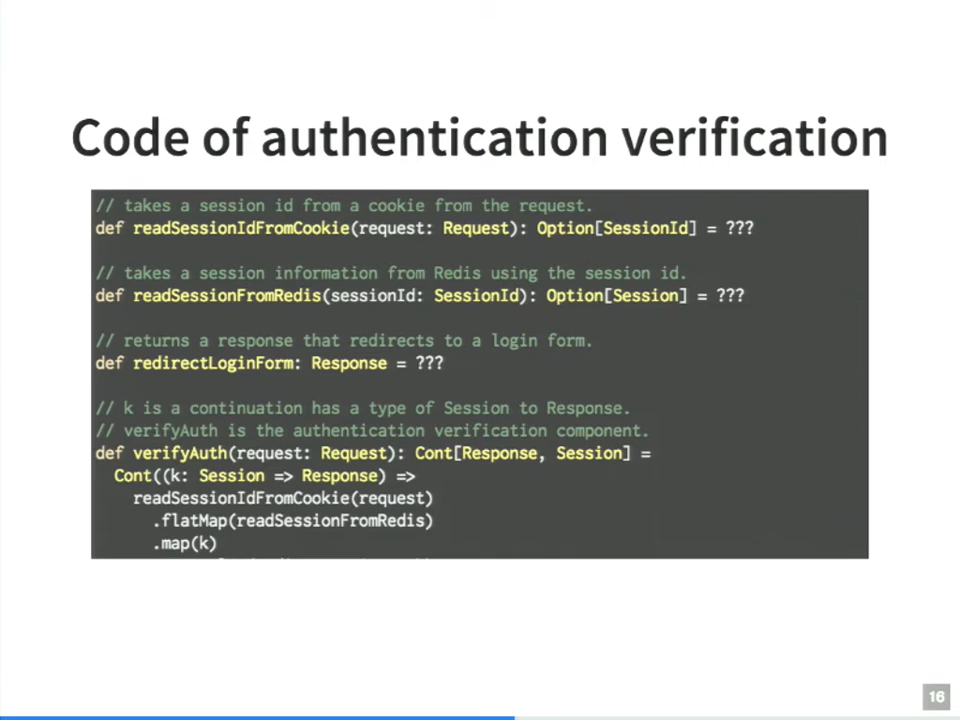 Code of authentication verification
// takes a session id from a cookie from the request.
def readSessionIdFromCookie(request: Request): Option[SessionId] = ???
// takes a session information from Redis using the session id.
def readSessionFromRedis(sessionId: SessionId): Option[Session] = ???
// returns a response that redirects to a login form.
def redirectLoginForm: Response = ???
// k is a continuation has a type of Session to Response.
// verifyAuth is the authentication verification component.
def verifyAuth(request: Request): Cont[Response, Session] =
Cont((k: Session => Response) =>
readSessionIdFromCookie(request)
.flatMap(readSessionFromRedis)
.map(k)
16